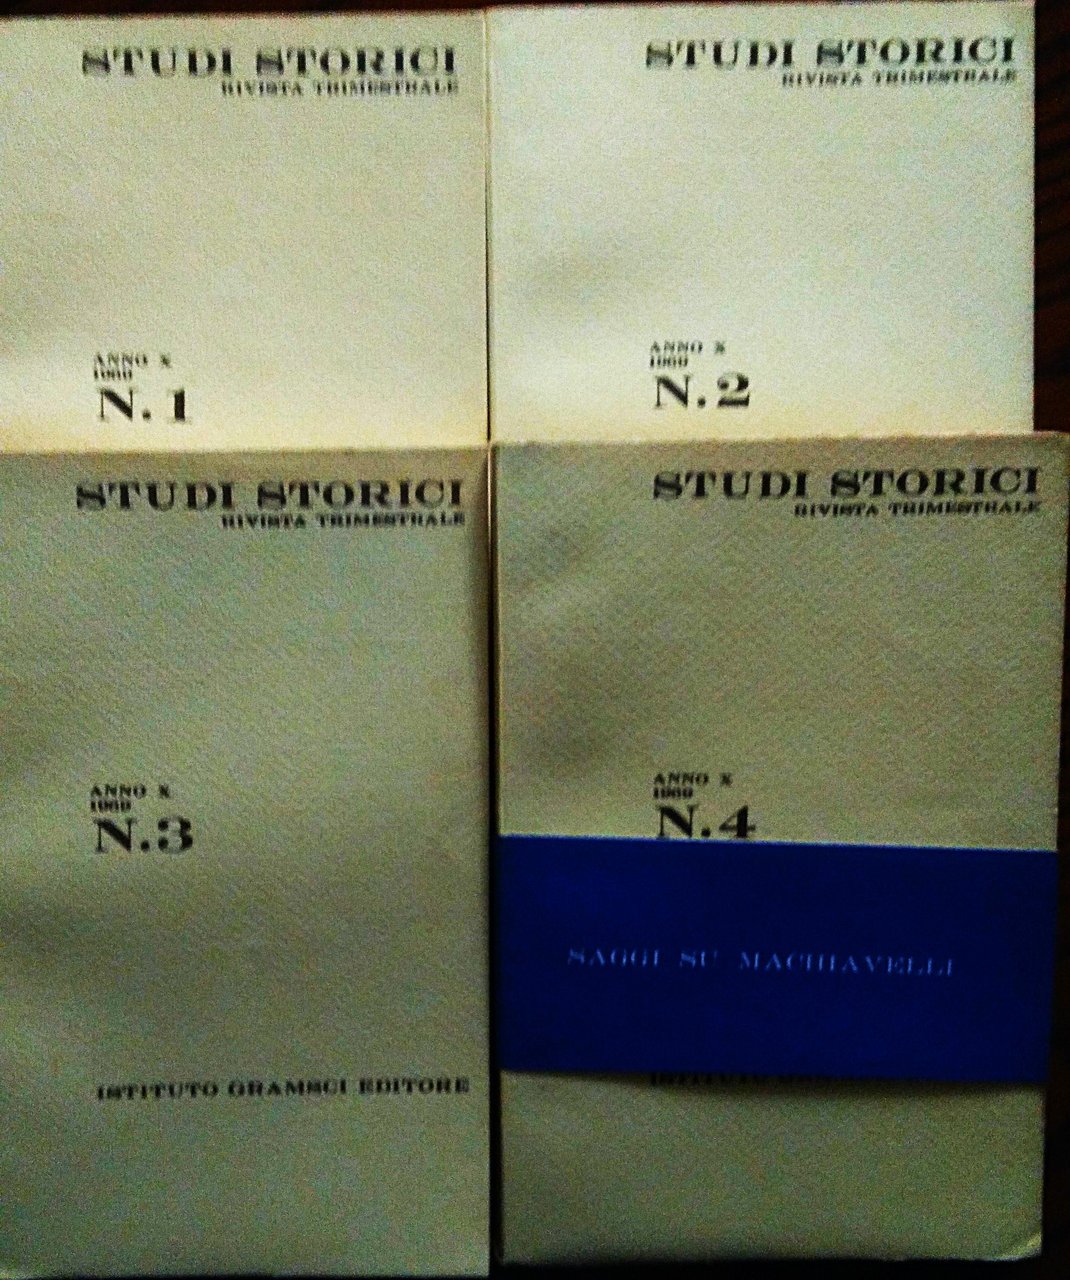 STUDI STORICI
RIVISTA TRIMESTRALE
ANNO X
1969
N. 1
STUDI STORICI
RIVISTA TRIMESTRALE
ANNO X
1969
N. 2
STUDI STORICI
RIVISTA TRIMESTRALE
ANNO X
1969
N. 3
ISTITUTO GRAMSCI EDITORE
STUDI STORICI
RIVISTA TRIMESTRALE
ANNO X
1969
N. 4
SAGGI SU MACHIAVELLI